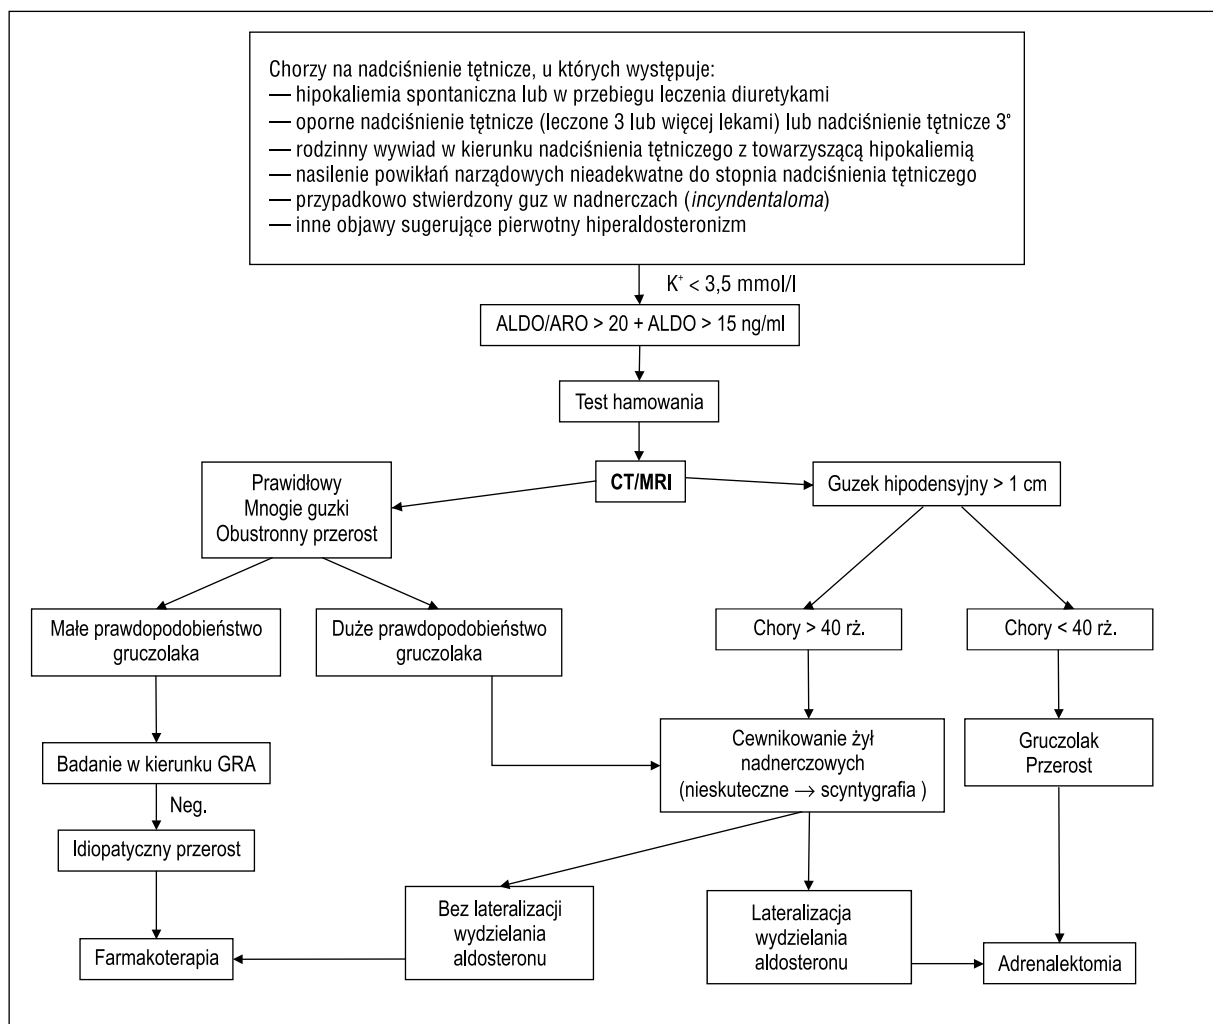 Chorzy na nadciśnienie tętnicze, u których występuje:
— hipokaliemia spontaniczna lub w przebiegu leczenia diuretykami
— oporne nadciśnienie tętnicze (leczone 3 lub więcej lekami) lub nadciśnienie tętnicze 3°
— rodzinny wywiad w kierunku nadciśnienia tętniczego z towarzyszącą hipokaliemią
— nasilenie powikłań narządowych nieadekwatne do stopnia nadciśnienia tętniczego
— przypadkowo stwierdzony guz w nadnerczach (incyndentaloma)
— inne objawy sugerujące pierwotny hiperaldosteronizm
K⁺ < 3,5 mmol/l
ALDO/ARO > 20 + ALDO > 15 ng/ml
Test hamowania
CT/MRI
Prawidłowy
Mnogie guzki
Obustronny przerost
Guzek hipodensyjny > 1 cm
Małe prawdopodobieństwo
gruczolaka
Duże prawdopodobieństwo
gruczolaka
Chory > 40 rż.
Chory < 40 rż.
Badanie w kierunku GRA
Neg.
Idiopatyczny przerost
Cewnikowanie żył
nadnerczowych
(nieskuteczne → scyntygrafia )
Gruczolak
Przerost
Bez lateralizacji
wydzielania
aldosteronu
Lateralizacja
wydzielania
aldosteronu
Farmakoterapia
Adrenalektomia